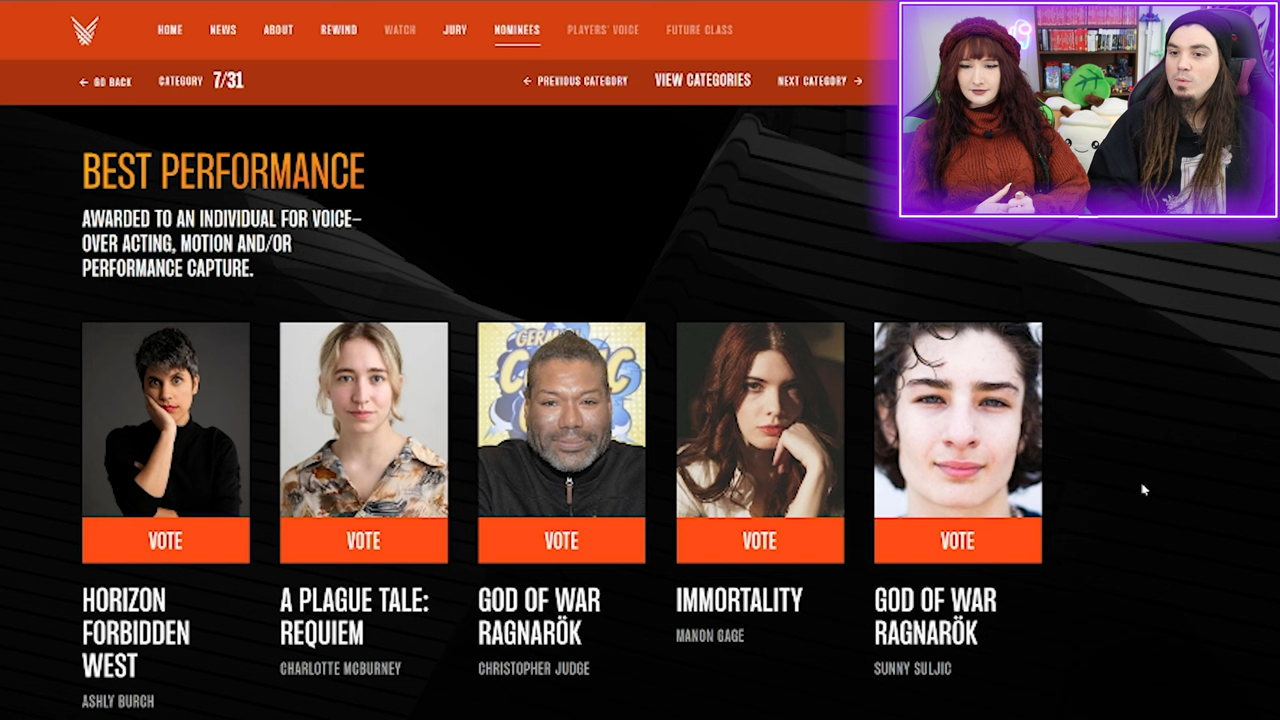 HOME NEWS ABOUT REWIND WATCH JURY NOMINEES PLAYERS' VOICE FUTURE CLASS
← GO BACK CATEGORY 7/31 ← PREVIOUS CATEGORY VIEW CATEGORIES NEXT CATEGORY →
BEST PERFORMANCE
AWARDED TO AN INDIVIDUAL FOR VOICE-
OVER ACTING, MOTION AND/OR
PERFORMANCE CAPTURE.
VOTE VOTE VOTE VOTE VOTE
HORIZON
FORBIDDEN
WEST
ASHLY BURCH
A PLAGUE TALE:
REQUIEM
CHARLOTTE MCBURNEY
GOD OF WAR
RAGNARÖK
CHRISTOPHER JUDGE
IMMORTALITY
MANON GAGE
GOD OF WAR
RAGNARÖK
SUNNY SULJIC